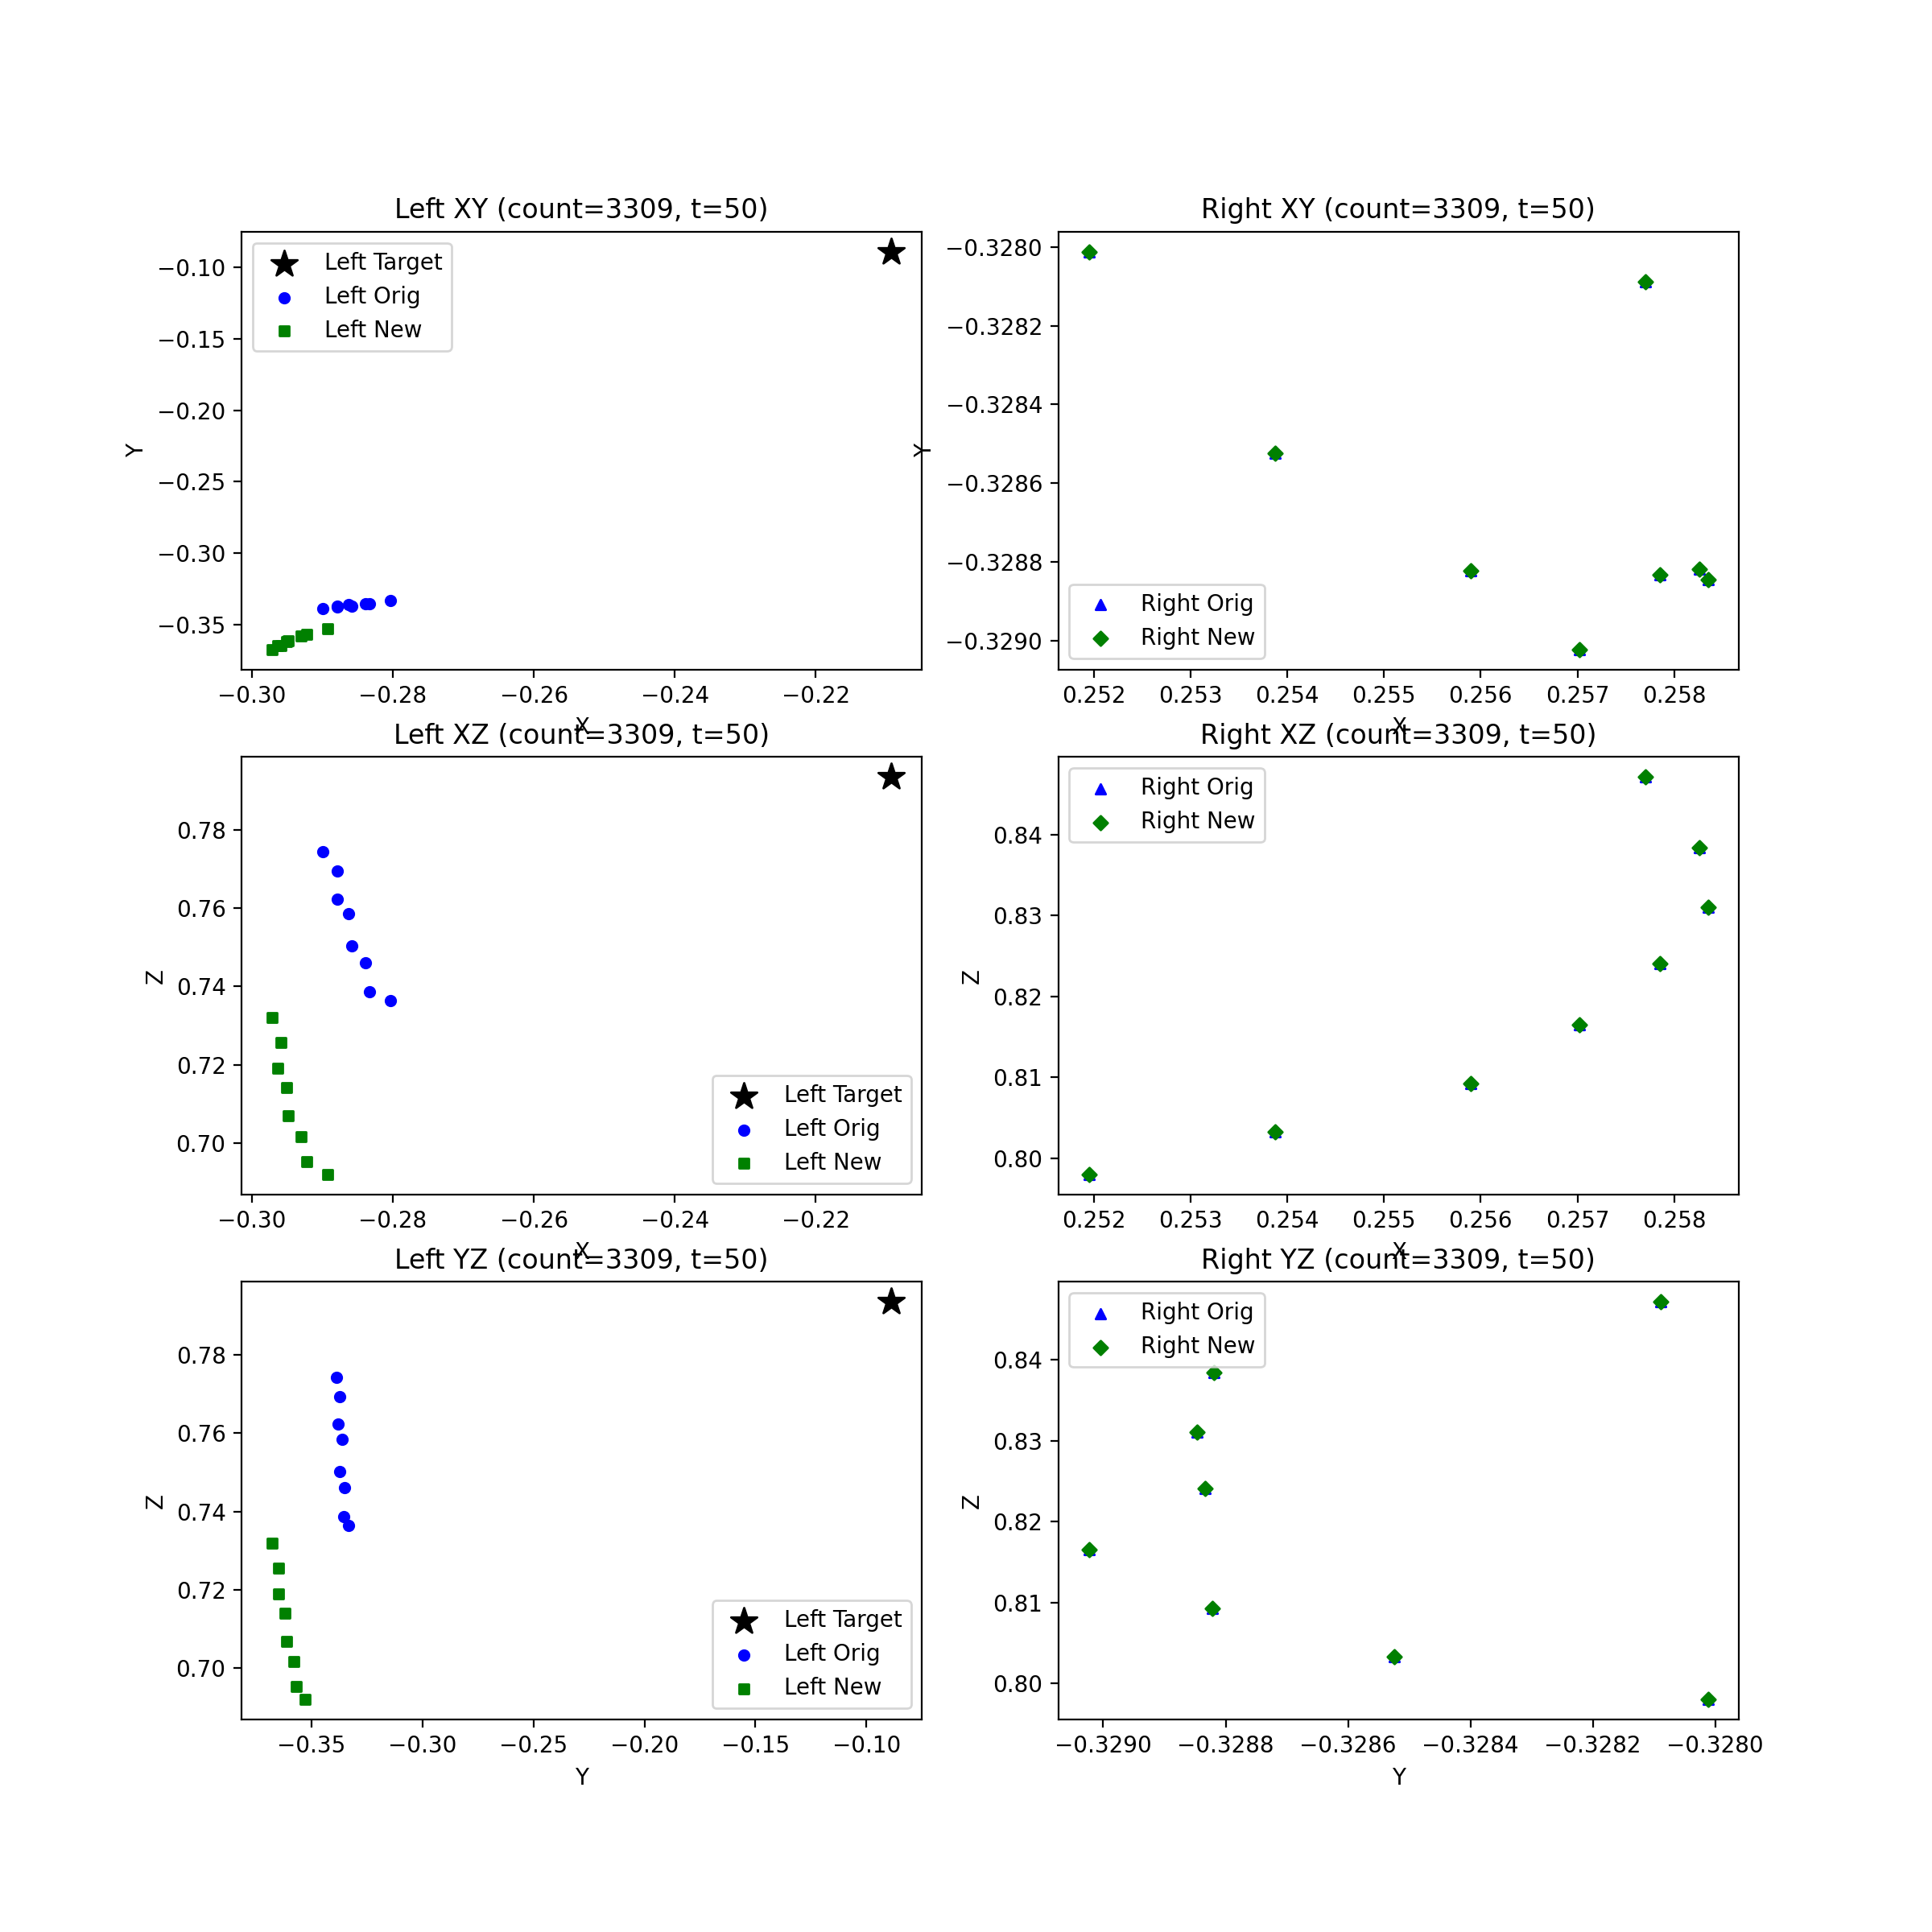 Left XY (count=3309, t=50)
Left Target
Left Orig
Left New
−0.10
−0.15
−0.20
−0.25
−0.30
−0.35
Y
−0.30 −0.28 −0.26 −0.24 −0.22
X
Right XY (count=3309, t=50)
Right Orig
Right New
−0.3280
−0.3282
−0.3284
−0.3286
−0.3288
−0.3290
Y
0.252 0.253 0.254 0.255 0.256 0.257 0.258
X
Left XZ (count=3309, t=50)
Left Target
Left Orig
Left New
0.78
0.76
0.74
0.72
0.70
Z
−0.30 −0.28 −0.26 −0.24 −0.22
X
Right XZ (count=3309, t=50)
Right Orig
Right New
0.84
0.83
0.82
0.81
0.80
Z
0.252 0.253 0.254 0.255 0.256 0.257 0.258
X
Left YZ (count=3309, t=50)
Left Target
Left Orig
Left New
0.78
0.76
0.74
0.72
0.70
Z
−0.35 −0.30 −0.25 −0.20 −0.15 −0.10
Y
Right YZ (count=3309, t=50)
Right Orig
Right New
0.84
0.83
0.82
0.81
0.80
Z
−0.3290 −0.3288 −0.3286 −0.3284 −0.3282 −0.3280
Y